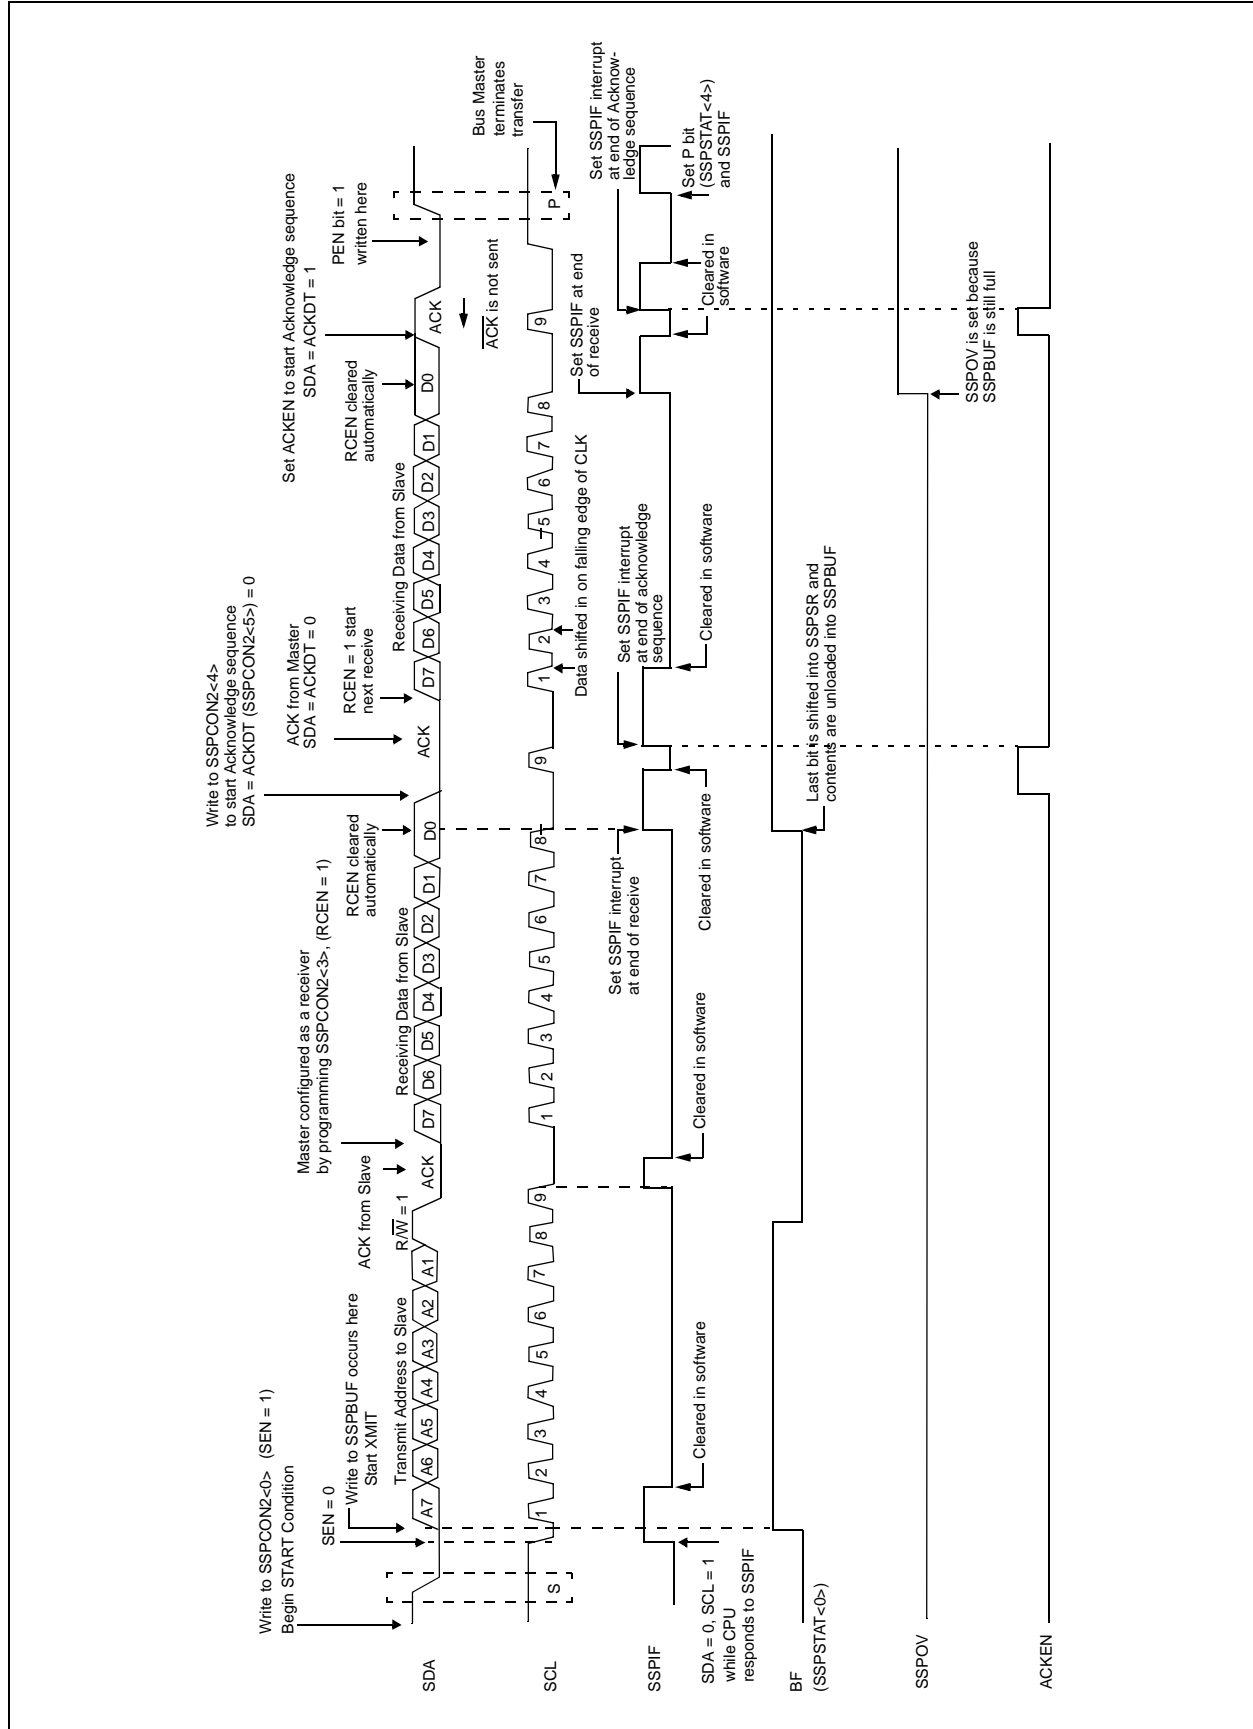 Write to SSPCON2<0> (SEN = 1)
Begin START Condition
SEN = 0
Write to SSPBUF occurs here
Start XMIT
Transmit Address to Slave
R/W = 1
ACK from Slave
Master configured as a receiver
by programming SSPCON2<3>, (RCEN = 1)
Receiving Data from Slave
RCEN cleared
automatically
Write to SSPCON2<4>
to start Acknowledge sequence
SDA = ACKDT (SSPCON2<5>) = 0
ACK from Master
SDA = ACKDT = 0
RCEN = 1 start
next receive
Receiving Data from Slave
RCEN cleared
automatically
Set ACKEN to start Acknowledge sequence
SDA = ACKDT = 1
PEN bit = 1
written here
SDA
A7 A6 A5 A4 A3 A2 A1 ACK D7 D6 D5 D4 D3 D2 D1 D0 ACK D7 D6 D5 D4 D3 D2 D1 D0 ACK
ACK is not sent
Bus Master
terminates
transfer
SCL
S 1 2 3 4 5 6 7 8 9 1 2 3 4 5 6 7 8 9 1 2 3 4 5 6 7 8 9 P
Data shifted in on falling edge of CLK
Set SSPIF interrupt
at end of receive
Set SSPIF interrupt
at end of acknowledge
sequence
Set SSPIF at end
of receive
Set SSPIF interrupt
at end of Acknow-
ledge sequence
SSPIF
SDA = 0, SCL = 1
while CPU
responds to SSPIF
Cleared in software
Cleared in software
Cleared in software
Cleared in software
Cleared in
software
Set P bit
(SSPSTAT<4>)
and SSPIF
BF
(SSPSTAT<0>)
Last bit is shifted into SSPSR and
contents are unloaded into SSPBUF
SSPOV
SSPOV is set because
SSPBUF is still full
ACKEN